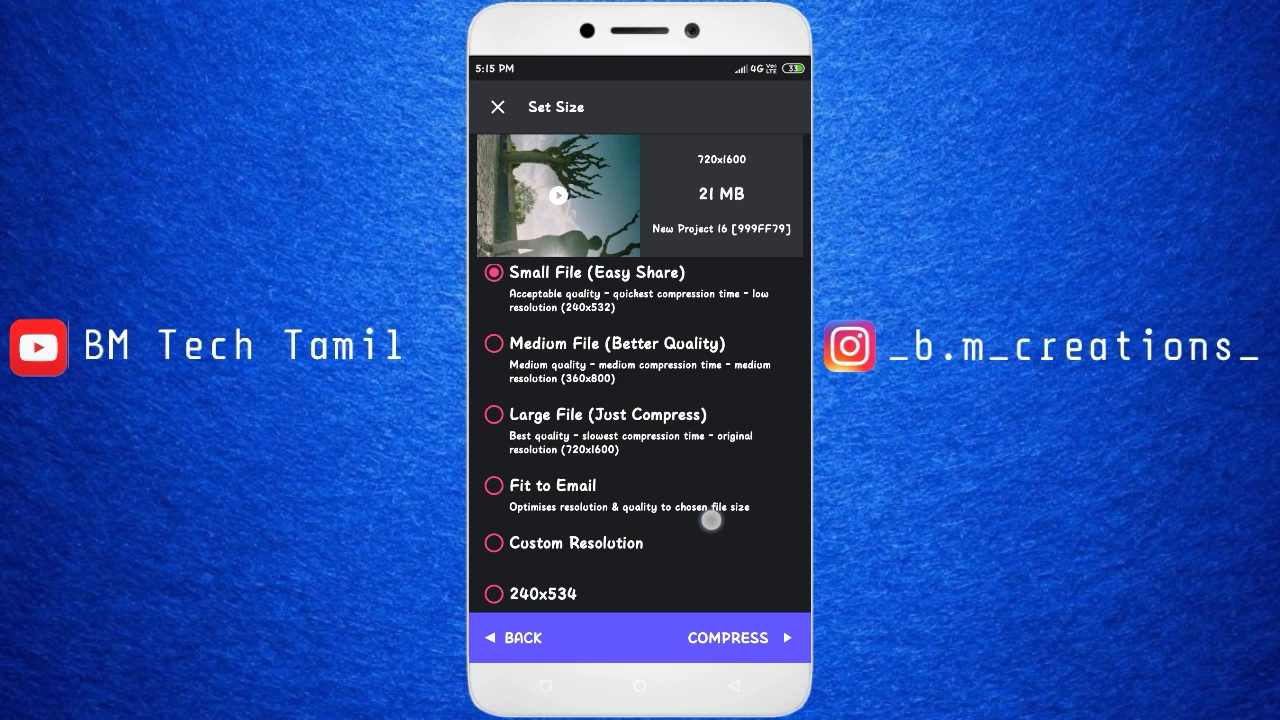 5:15 PM
4G Vo LTE 33
Set Size
720x1600
21 MB
New Project 16 [999FF79]
Small File (Easy Share)
Acceptable quality - quickest compression time - low
resolution (240x532)
Medium File (Better Quality)
Medium quality - medium compression time - medium
resolution (360x800)
Large File (Just Compress)
Best quality - slowest compression time - original
resolution (720x1600)
Fit to Email
Optimises resolution & quality to chosen file size
Custom Resolution
240x534
BACK
COMPRESS
BM Tech Tamil
_b.m_creations_